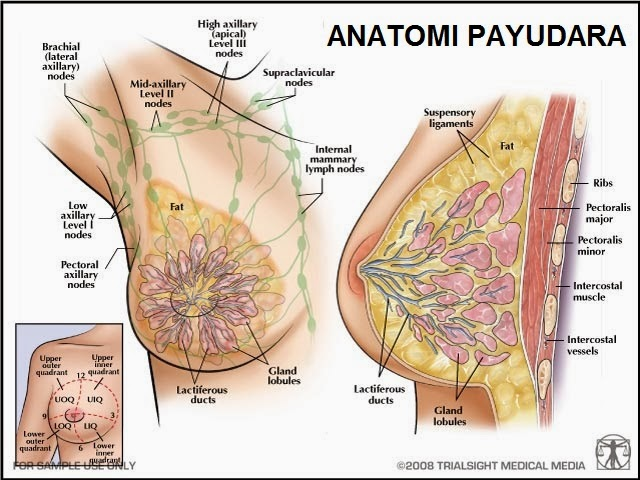 ANATOMI PAYUDARA
High axillary
(apical)
Level III
nodes
Brachial
(lateral
axillary)
nodes
Mid-axillary
Level II
nodes
Supraclavicular
nodes
Internal
mammary
lymph nodes
Low
axillary
Level I
nodes
Fat
Pectoral
axillary
nodes
Gland
lobules
Lactiferous
ducts
Suspensory
ligaments
Fat
Ribs
Pectoralis
major
Pectoralis
minor
Intercostal
muscle
Intercostal
vessels
Lactiferous
ducts
Gland
lobules
Upper
outer
quadrant
Upper
inner
quadrant
12
UOQ
UIQ
9
3
LOQ
LIQ
6
Lower
outer
quadrant
Lower
inner
quadrant
FOR SAMPLE USE ONLY
©2008 TRIALSIGHT MEDICAL MEDIA